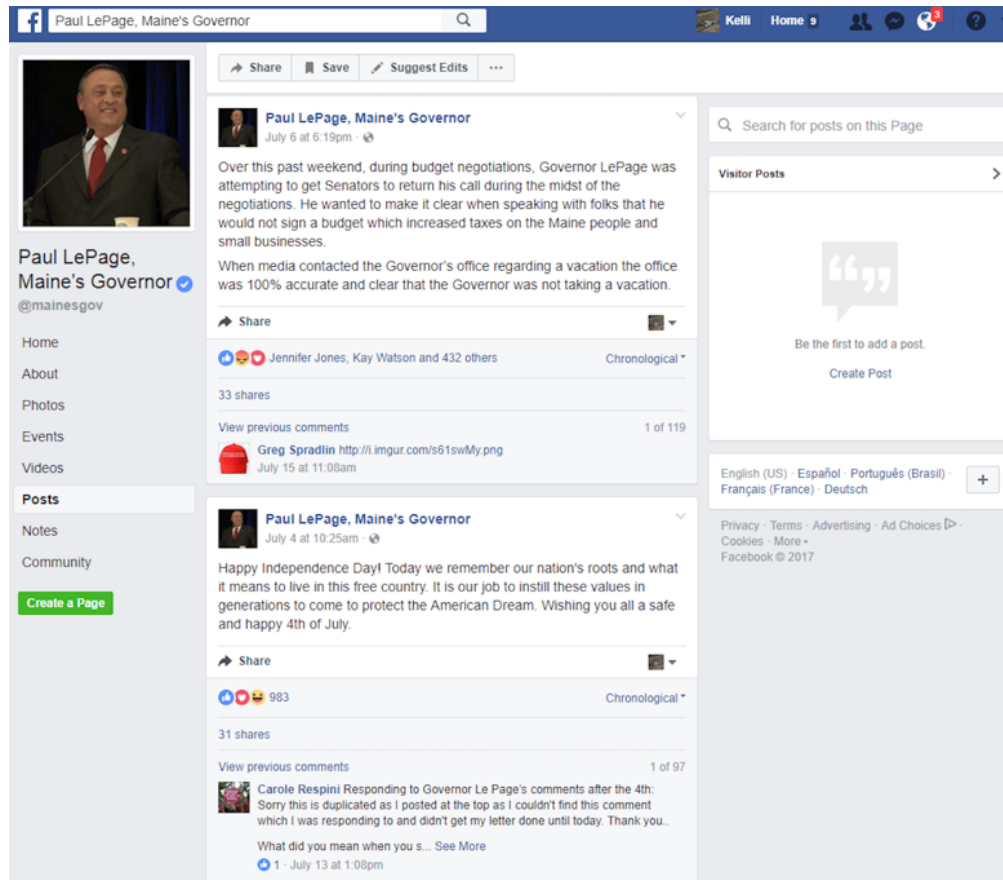 Paul LePage, Maine's Governor
Kelli
Home 9
3
Share
Save
Suggest Edits
Paul LePage,
Maine's Governor
@mainesgov
Home
About
Photos
Events
Videos
Posts
Notes
Community
Create a Page
Paul LePage, Maine's Governor
July 6 at 6:19pm ·
Over this past weekend, during budget negotiations, Governor LePage was
attempting to get Senators to return his call during the midst of the
negotiations. He wanted to make it clear when speaking with folks that he
would not sign a budget which increased taxes on the Maine people and
small businesses.
When media contacted the Governor's office regarding a vacation the office
was 100% accurate and clear that the Governor was not taking a vacation.
Share
Jennifer Jones, Kay Watson and 432 others
Chronological
33 shares
View previous comments
1 of 119
Greg Spradlin http://i.imgur.com/s61swMy.png
July 15 at 11:08am
Paul LePage, Maine's Governor
July 4 at 10:25am ·
Happy Independence Day! Today we remember our nation's roots and what
it means to live in this free country. It is our job to instill these values in
generations to come to protect the American Dream. Wishing you all a safe
and happy 4th of July.
Share
983
Chronological
31 shares
View previous comments
1 of 97
Carole Respini Responding to Governor Le Page's comments after the 4th:
Sorry this is duplicated as I posted at the top as I couldn't find this comment
which I was responding to and didn't get my letter done until today. Thank you..
What did you mean when you s... See More
1 · July 13 at 1:08pm
Search for posts on this Page
Visitor Posts
Be the first to add a post.
Create Post
English (US) · Español · Português (Brasil) ·
Français (France) · Deutsch
Privacy · Terms · Advertising · Ad Choices ·
Cookies · More
Facebook © 2017